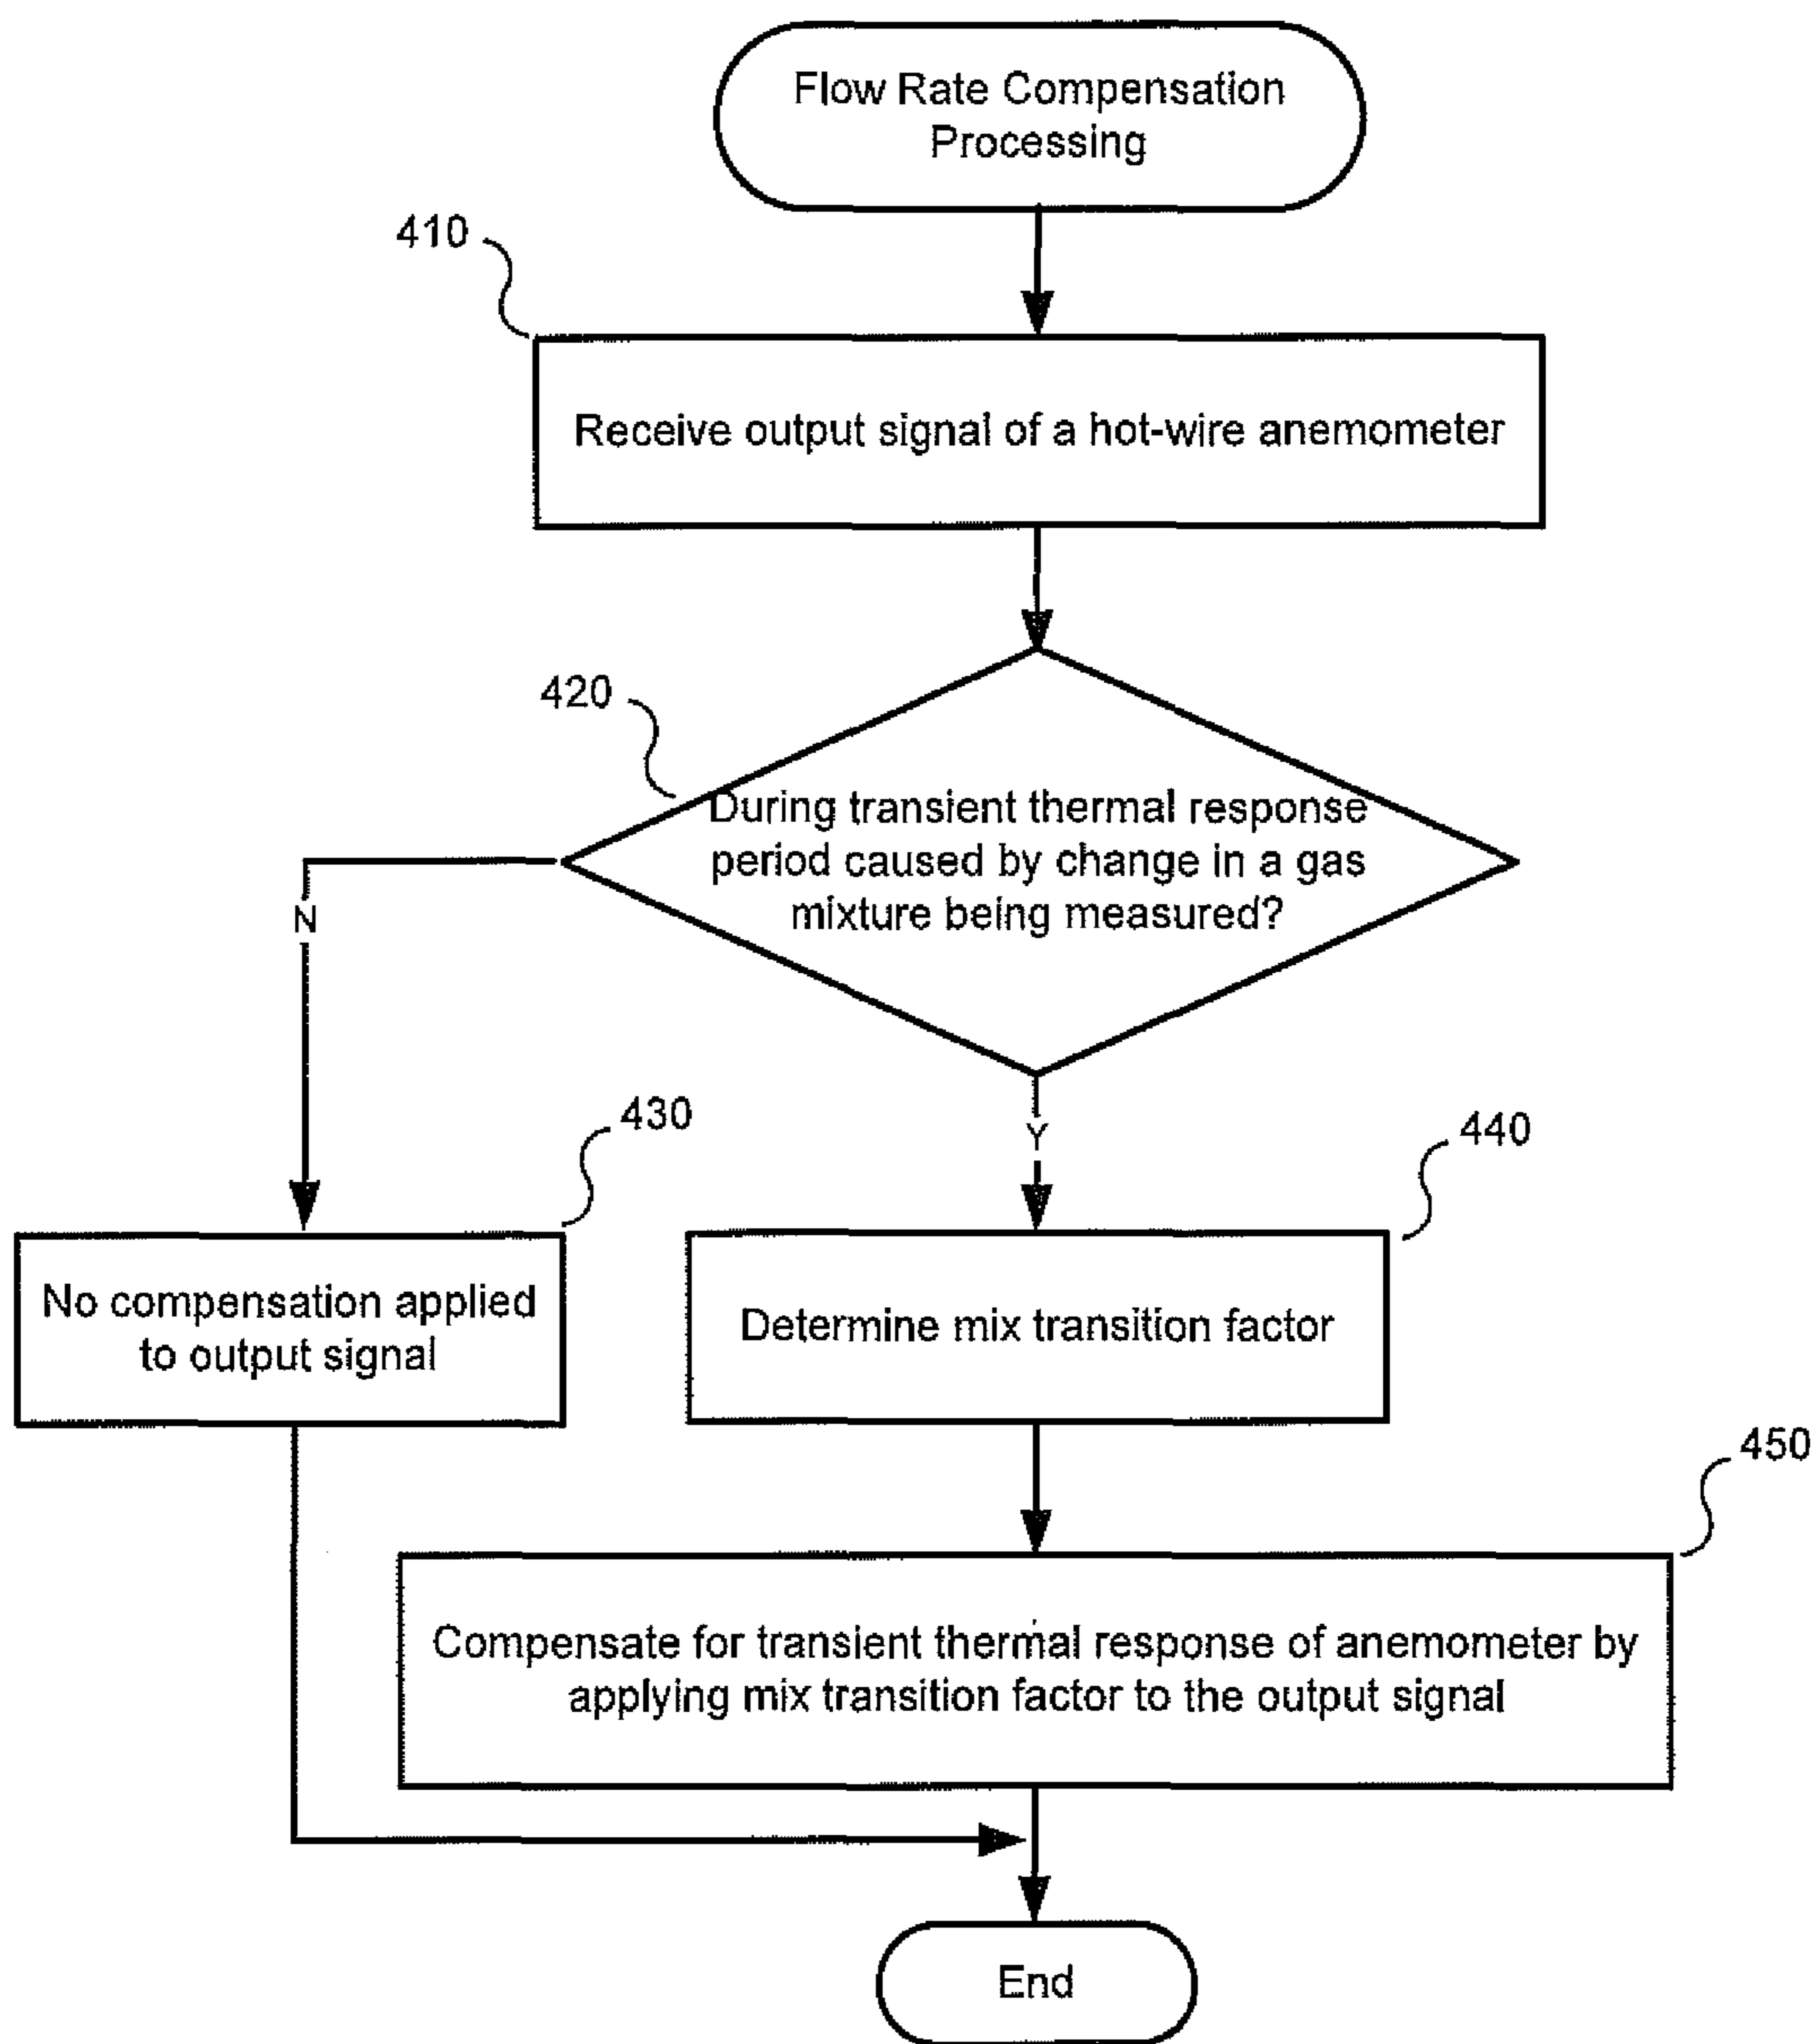 Flow Rate Compensation
Processing
410
Receive output signal of a hot-wire anemometer
420
During transient thermal response
period caused by change in a gas
mixture being measured?
N
Y
430
No compensation applied
to output signal
440
Determine mix transition factor
450
Compensate for transient thermal response of anemometer by
applying mix transition factor to the output signal
End